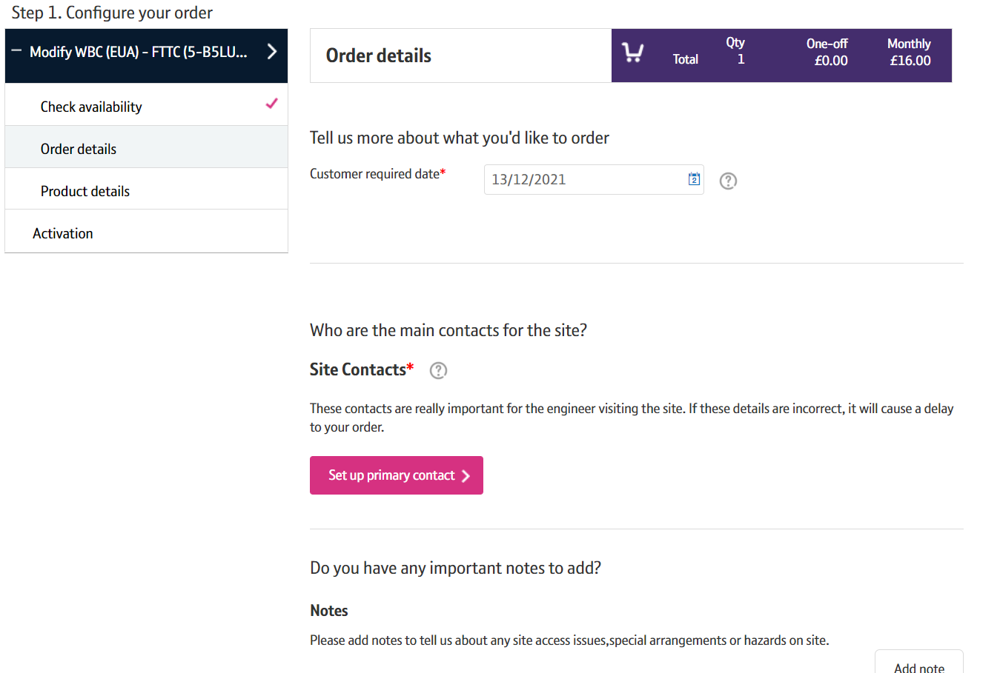 Step 1. Configure your order
Modify WBC (EUA) - FTTC (5-B5LU...
Check availability
Order details
Product details
Activation
Order details
Total
Qty
1
One-off
£0.00
Monthly
£16.00
Tell us more about what you'd like to order
Customer required date*
13/12/2021
Who are the main contacts for the site?
Site Contacts*
These contacts are really important for the engineer visiting the site. If these details are incorrect, it will cause a delay
to your order.
Set up primary contact
Do you have any important notes to add?
Notes
Please add notes to tell us about any site access issues,special arrangements or hazards on site.
Add note